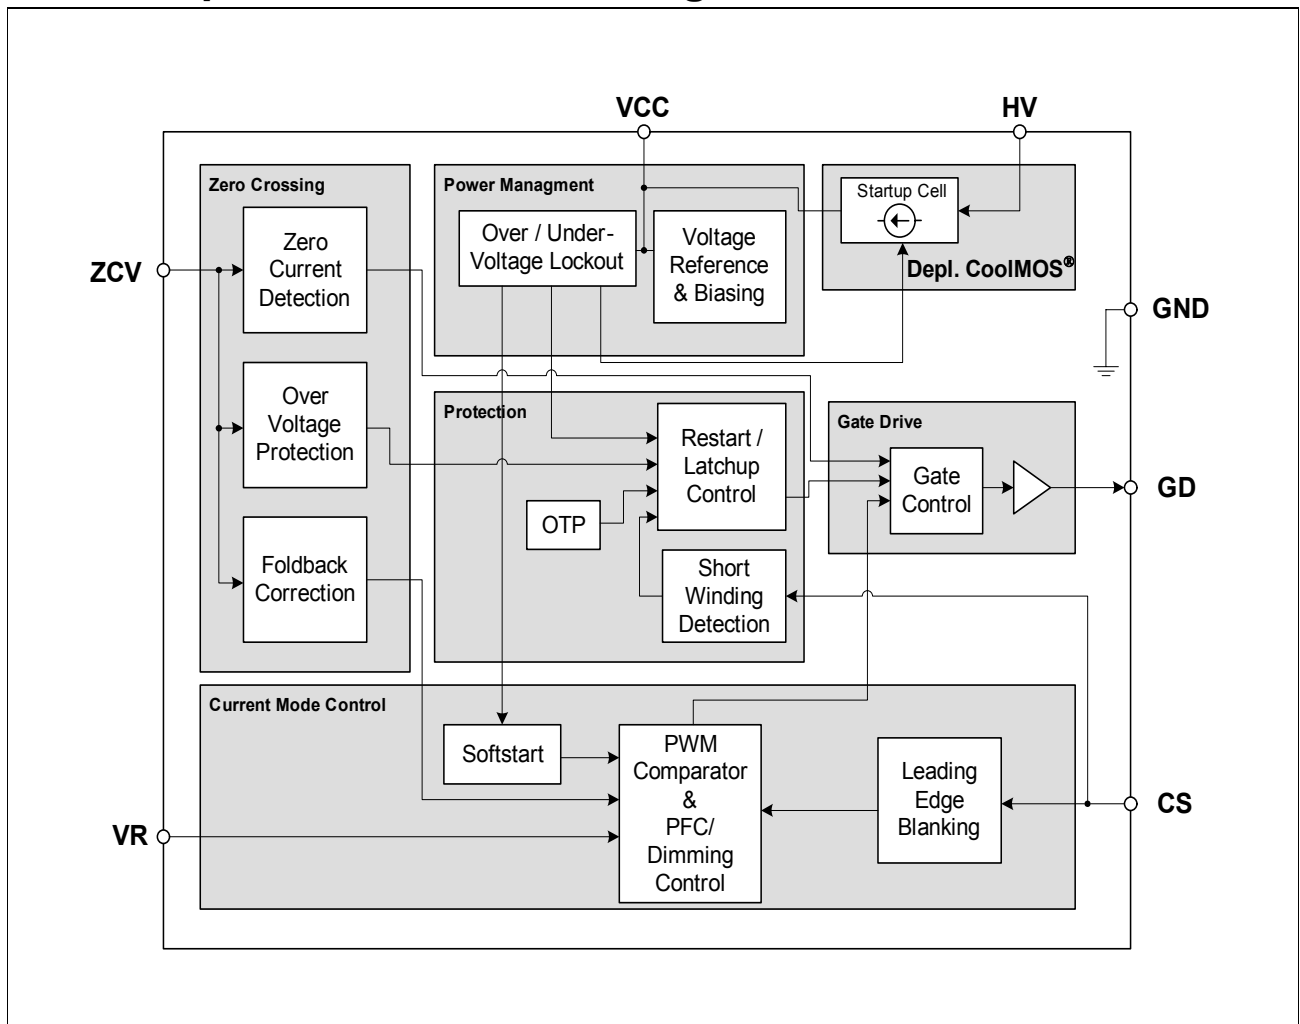 VCC
HV
Zero Crossing
Power Managment
Startup Cell
Zero
Current
Detection
Over / Under-
Voltage Lockout
Voltage
Reference
& Biasing
Depl. CoolMOS®
ZCV
GND
Over
Voltage
Protection
Protection
Restart /
Latchup
Control
Gate Drive
Gate
Control
GD
OTP
Foldback
Correction
Short
Winding
Detection
Current Mode Control
Softstart
PWM
Comparator
&
PFC/
Dimming
Control
Leading
Edge
Blanking
CS
VR